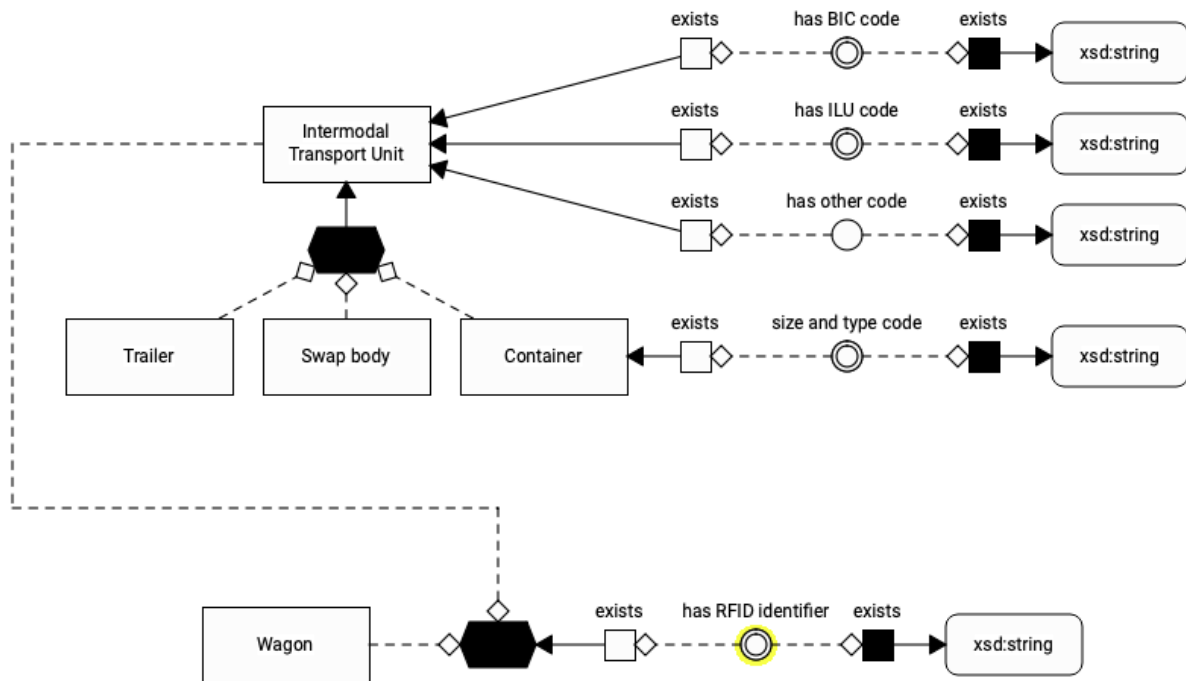 exists
has BIC code
exists
xsd:string
Intermodal
Transport Unit
exists
has ILU code
exists
xsd:string
exists
has other code
exists
xsd:string
Trailer
Swap body
Container
exists
size and type code
exists
xsd:string
Wagon
exists
has RFID identifier
exists
xsd:string